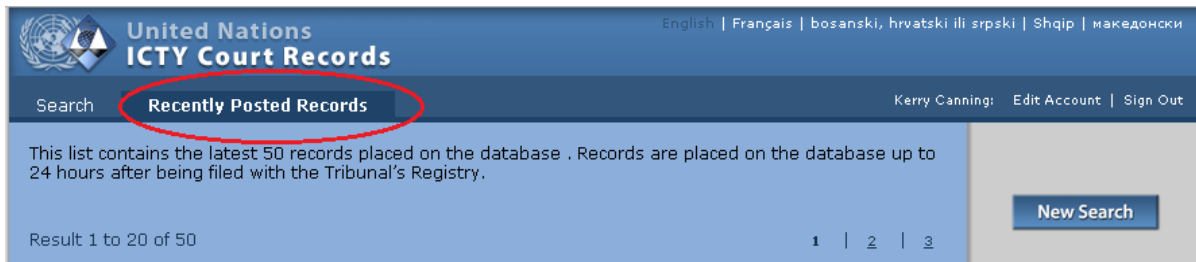 United Nations
ICTY Court Records
English | Français | bosanski, hrvatski ili srpski | Shqip | македонски
Search Recently Posted Records Kerry Canning: Edit Account | Sign Out
This list contains the latest 50 records placed on the database . Records are placed on the database up to
24 hours after being filed with the Tribunal's Registry.
New Search
Result 1 to 20 of 50 1 | 2 | 3